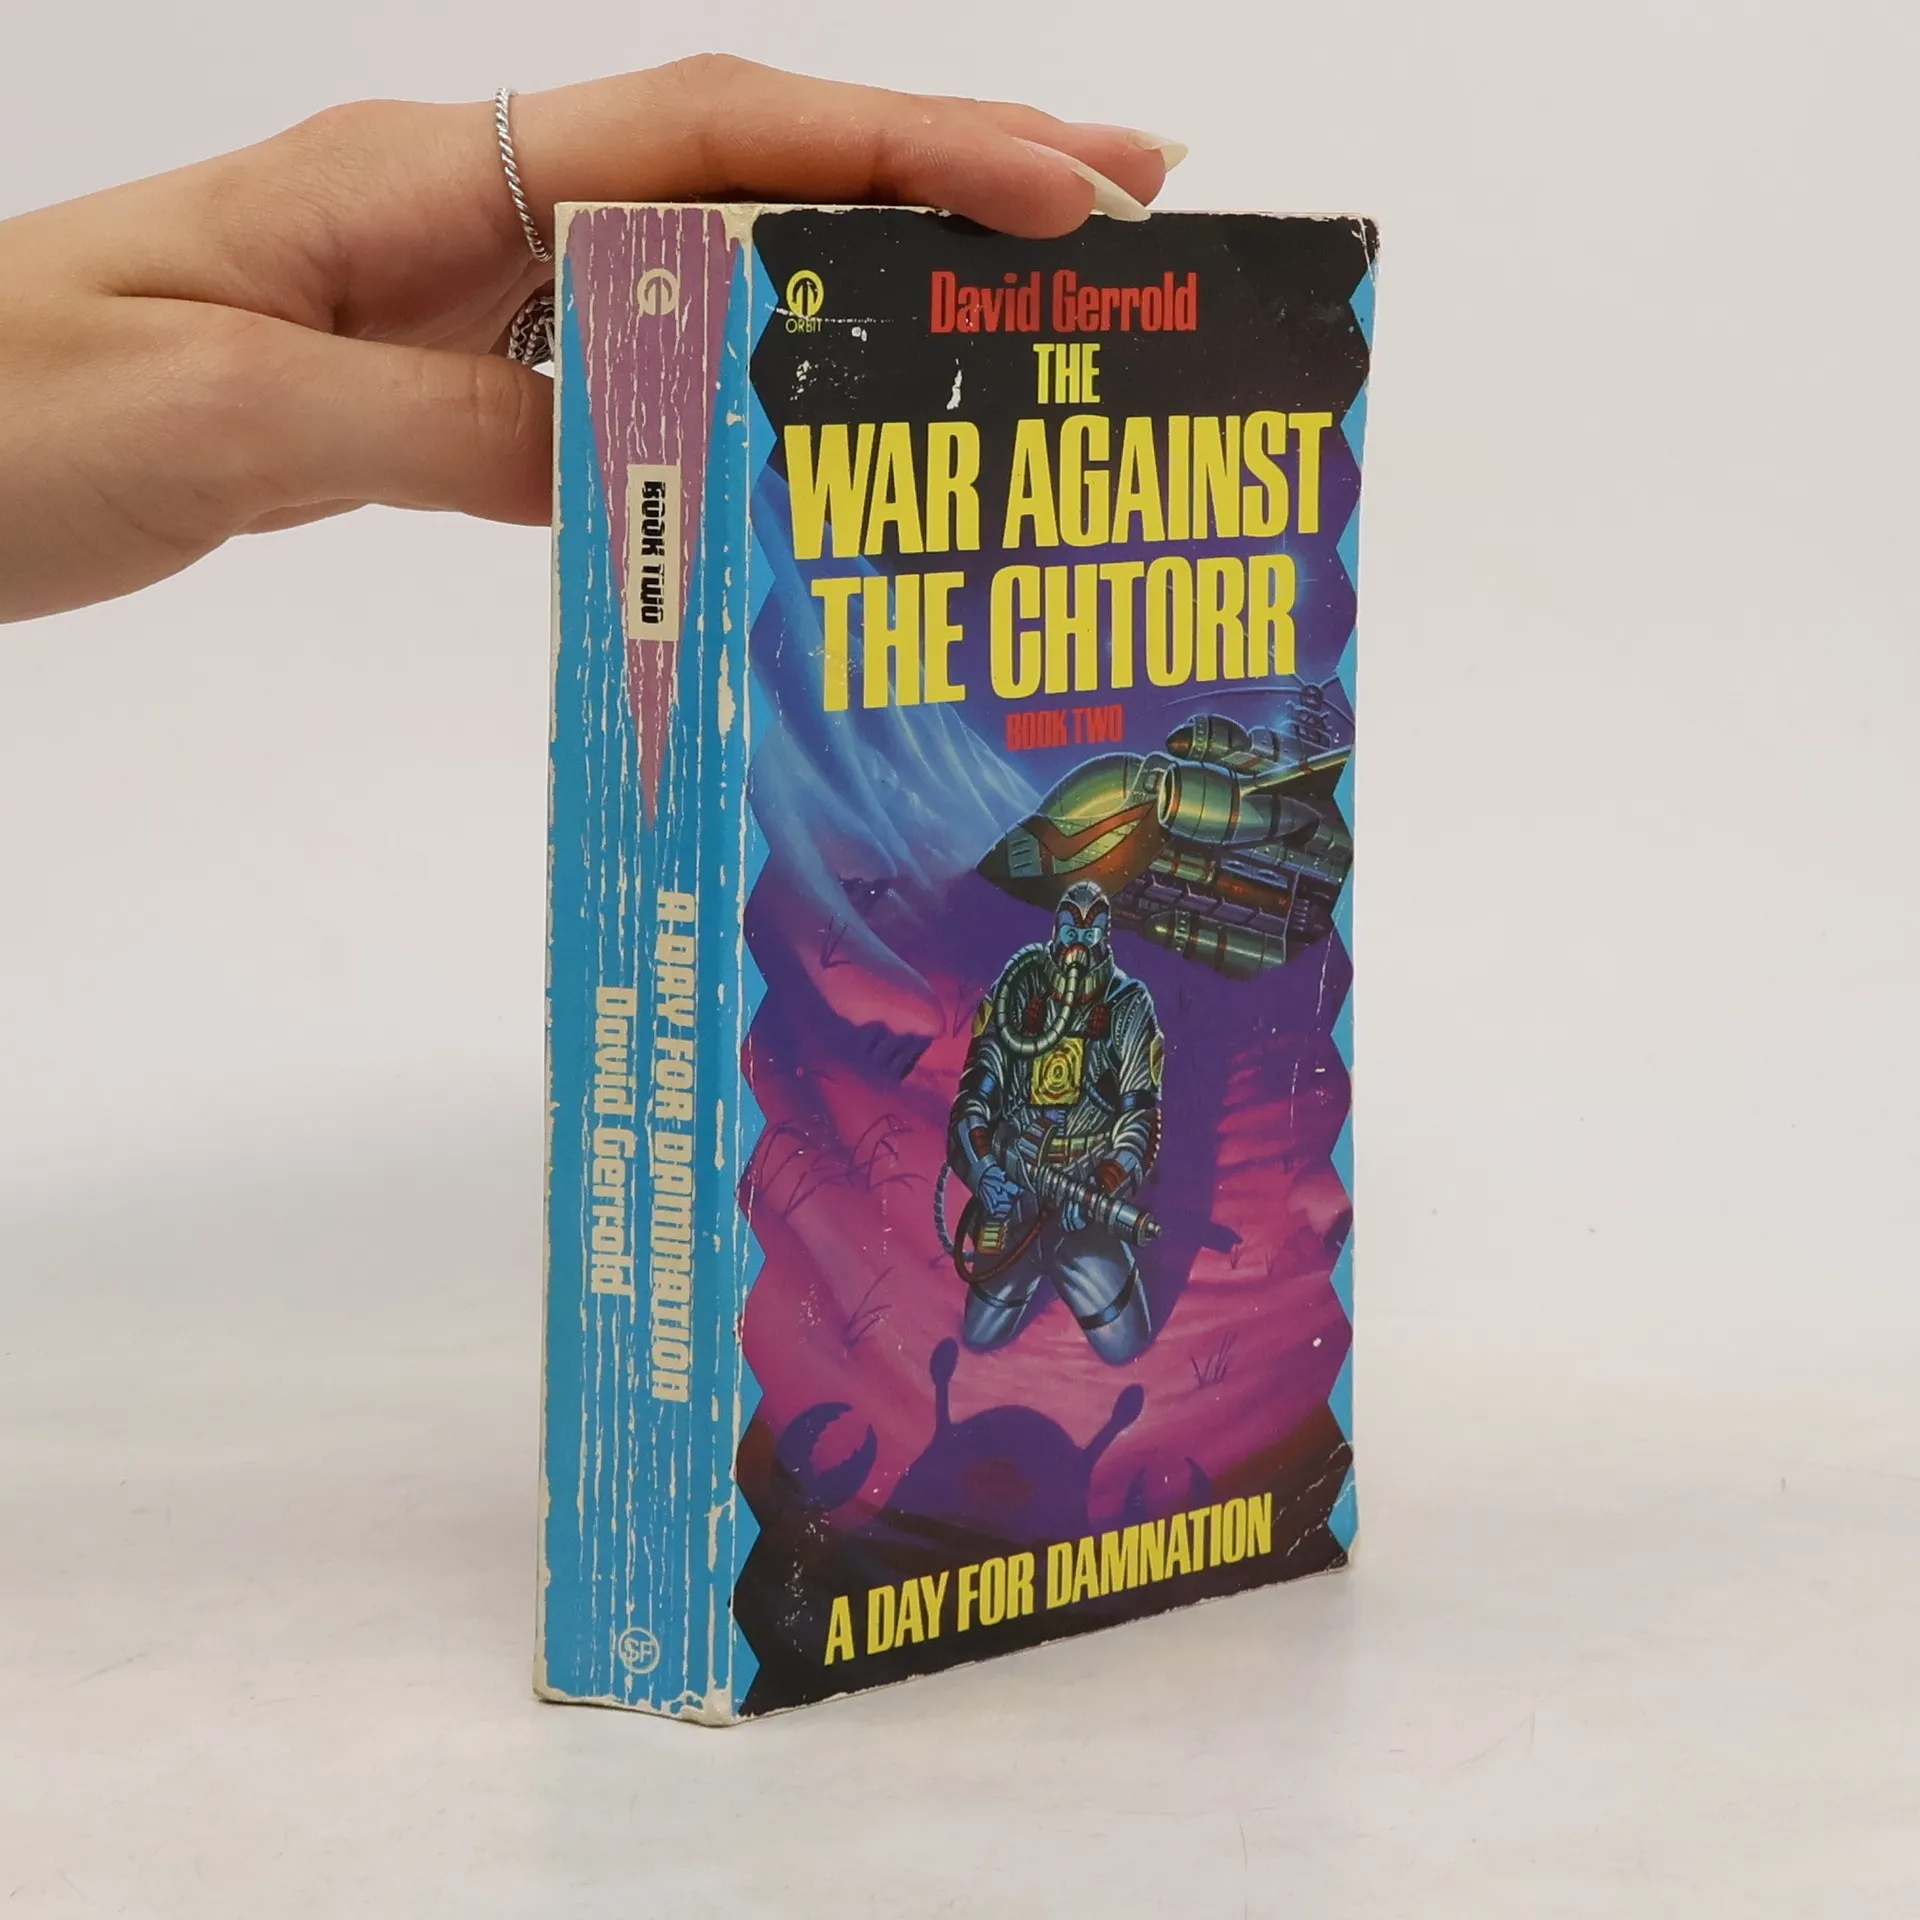 BOOK TWO
A DAY FOR DAMNATION
David Gerrold
SF
ORBIT
David Gerrold
THE
WAR AGAINST
THE CHTORR
BOOK TWO
A DAY FOR DAMNATION